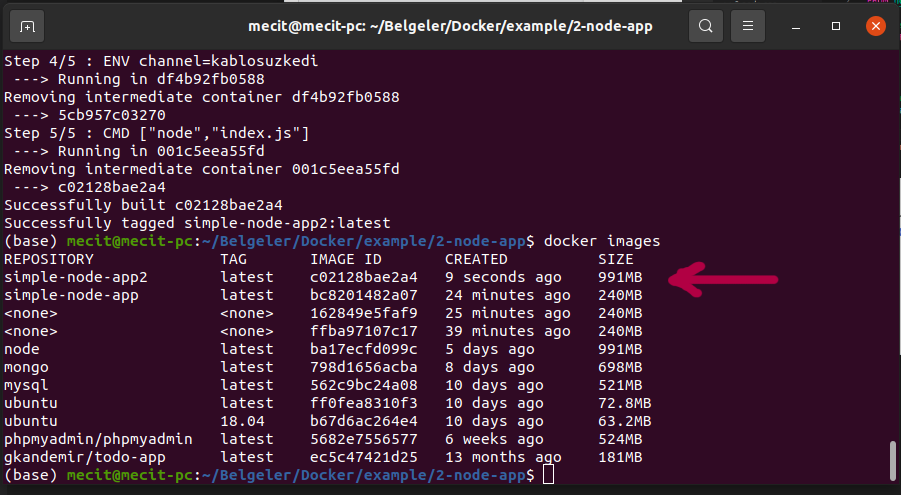 mecit@mecit-pc: ~/Belgeler/Docker/example/2-node-app
Step 4/5 : ENV channel=kablosuzkedi
 ---> Running in df4b92fb0588
Removing intermediate container df4b92fb0588
 ---> 5cb957c03270
Step 5/5 : CMD ["node","index.js"]
 ---> Running in 001c5eea55fd
Removing intermediate container 001c5eea55fd
 ---> c02128bae2a4
Successfully built c02128bae2a4
Successfully tagged simple-node-app2:latest
(base) mecit@mecit-pc:~/Belgeler/Docker/example/2-node-app$ docker images
REPOSITORY              TAG       IMAGE ID       CREATED          SIZE
simple-node-app2        latest    c02128bae2a4   9 seconds ago    991MB
simple-node-app         latest    bc8201482a07   24 minutes ago   240MB
<none>                  <none>    162849e5faf9   25 minutes ago   240MB
<none>                  <none>    ffba97107c17   39 minutes ago   240MB
node                    latest    ba17ecfd099c   5 days ago       991MB
mongo                   latest    798d1656acba   8 days ago       698MB
mysql                   latest    562c9bc24a08   10 days ago      521MB
ubuntu                  latest    ff0fea8310f3   10 days ago      72.8MB
ubuntu                  18.04     b67d6ac264e4   10 days ago      63.2MB
phpmyadmin/phpmyadmin   latest    5682e7556577   6 weeks ago      524MB
gkandemir/todo-app      latest    ec5c47421d25   13 months ago    181MB
(base) mecit@mecit-pc:~/Belgeler/Docker/example/2-node-app$